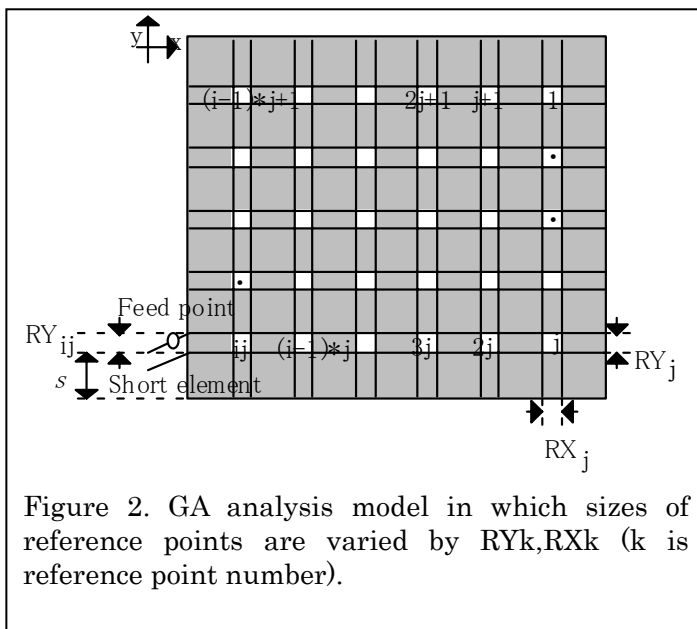 y x
(i-1)*j+1 2j+1 j+1 1
Feed point
RY ij
ij (i-1)*j 3j 2j j
RY j
s
Short element
RX j
Figure 2. GA analysis model in which sizes of
reference points are varied by RYk,RXk (k is
reference point number).